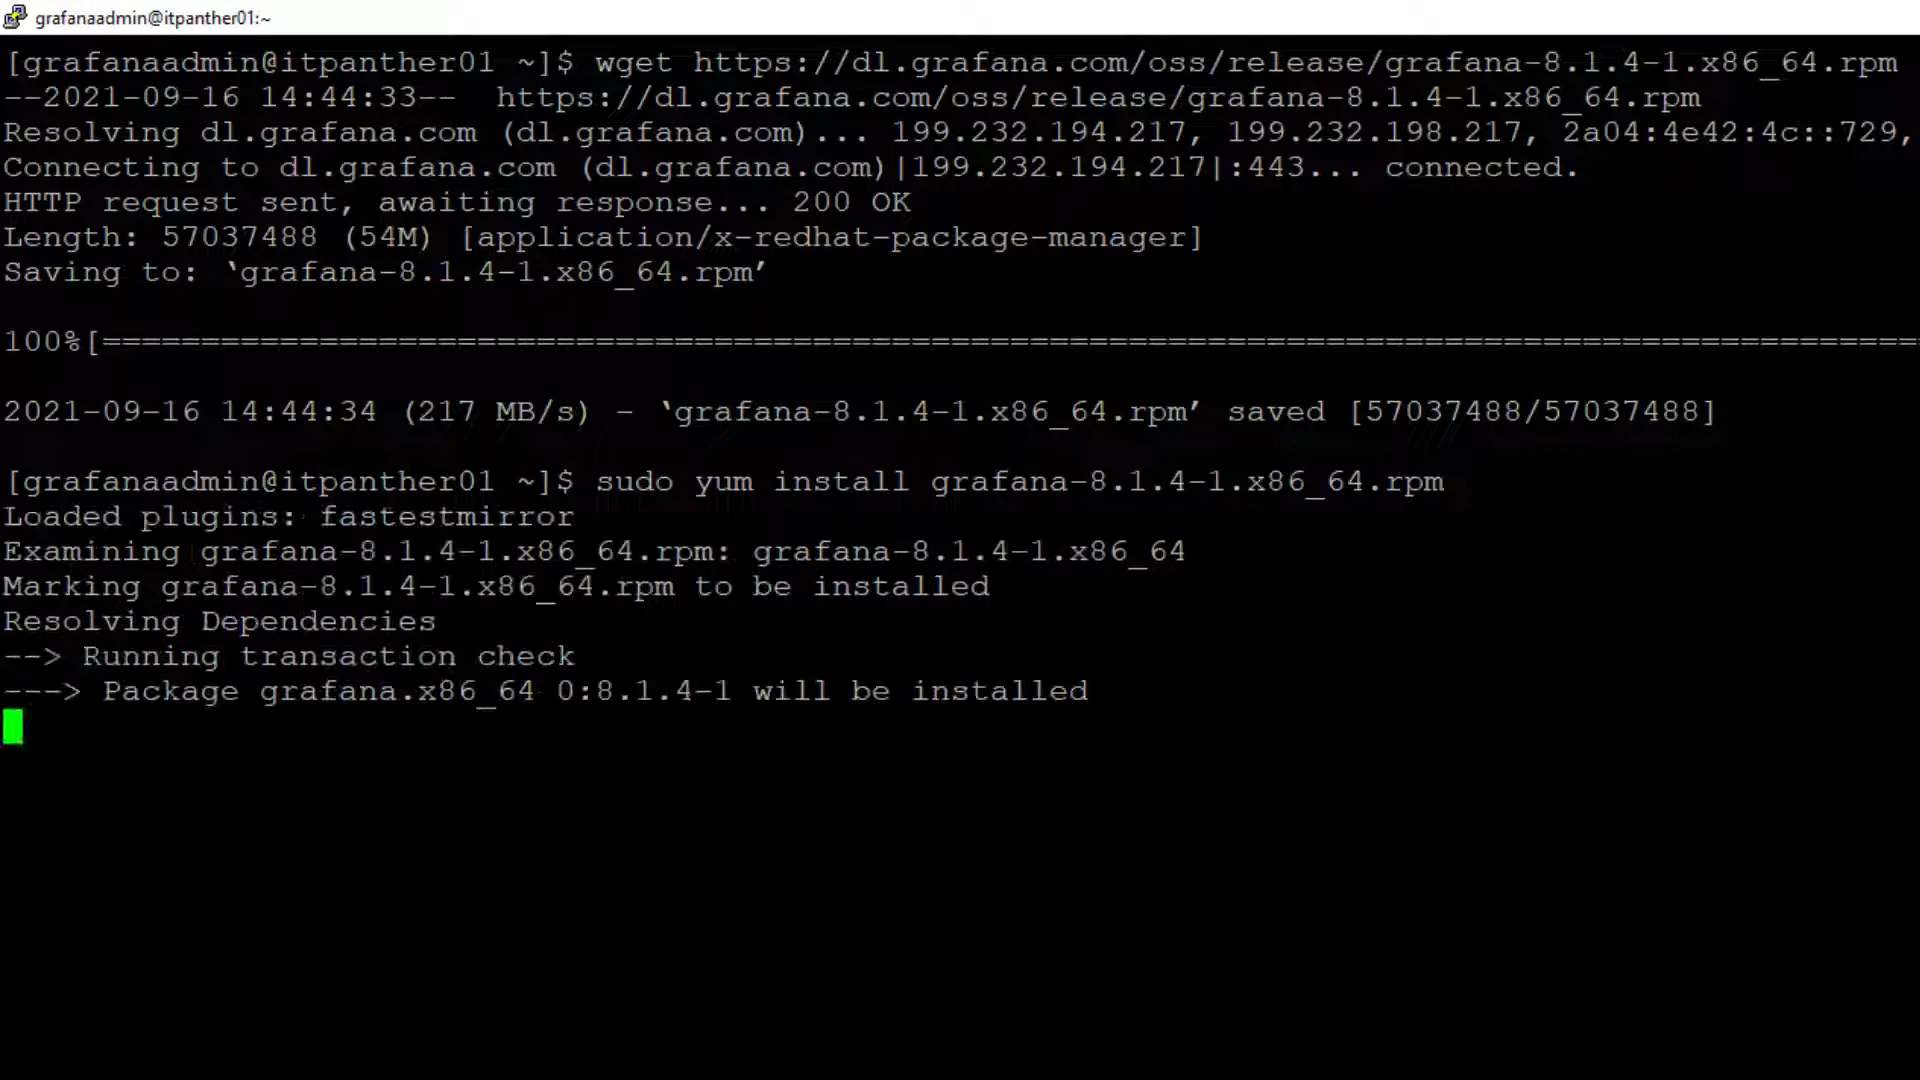 grafanaadmin@itpanther01:~
[grafanaadmin@itpanther01 ~]$ wget https://dl.grafana.com/oss/release/grafana-8.1.4-1.x86_64.rpm
--2021-09-16 14:44:33--  https://dl.grafana.com/oss/release/grafana-8.1.4-1.x86_64.rpm
Resolving dl.grafana.com (dl.grafana.com)... 199.232.194.217, 199.232.198.217, 2a04:4e42:4c::729,
Connecting to dl.grafana.com (dl.grafana.com)|199.232.194.217|:443... connected.
HTTP request sent, awaiting response... 200 OK
Length: 57037488 (54M) [application/x-redhat-package-manager]
Saving to: ‘grafana-8.1.4-1.x86_64.rpm’
100%[============================================================================================
2021-09-16 14:44:34 (217 MB/s) - ‘grafana-8.1.4-1.x86_64.rpm’ saved [57037488/57037488]
[grafanaadmin@itpanther01 ~]$ sudo yum install grafana-8.1.4-1.x86_64.rpm
Loaded plugins: fastestmirror
Examining grafana-8.1.4-1.x86_64.rpm: grafana-8.1.4-1.x86_64
Marking grafana-8.1.4-1.x86_64.rpm to be installed
Resolving Dependencies
--> Running transaction check
---> Package grafana.x86_64 0:8.1.4-1 will be installed